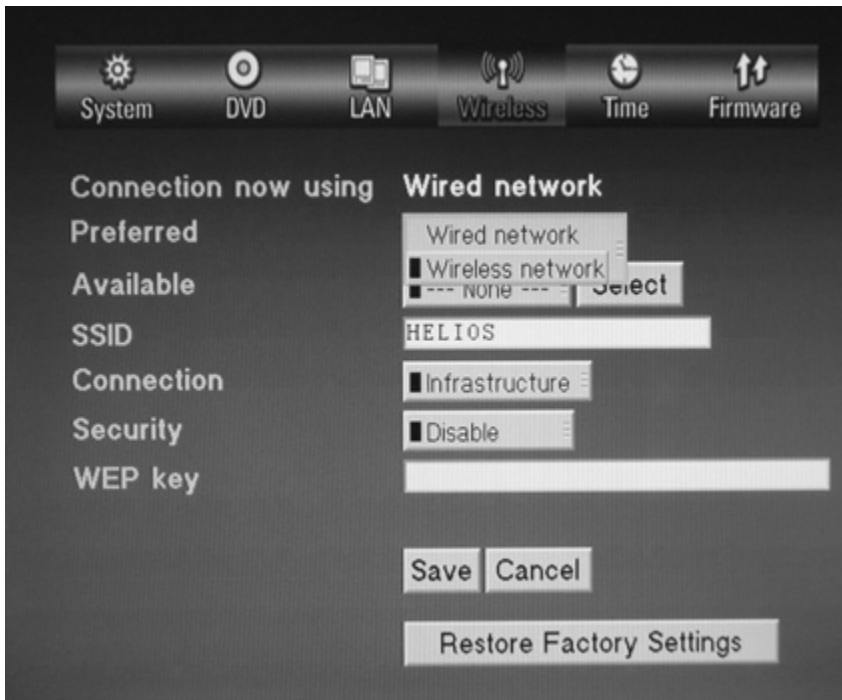 System DVD LAN Wireless Time Firmware
Connection now using Wired network
Preferred Wired network
Wireless network
Available --- None --- Select
SSID HELIOS
Connection Infrastructure
Security Disable
WEP key
Save Cancel
Restore Factory Settings